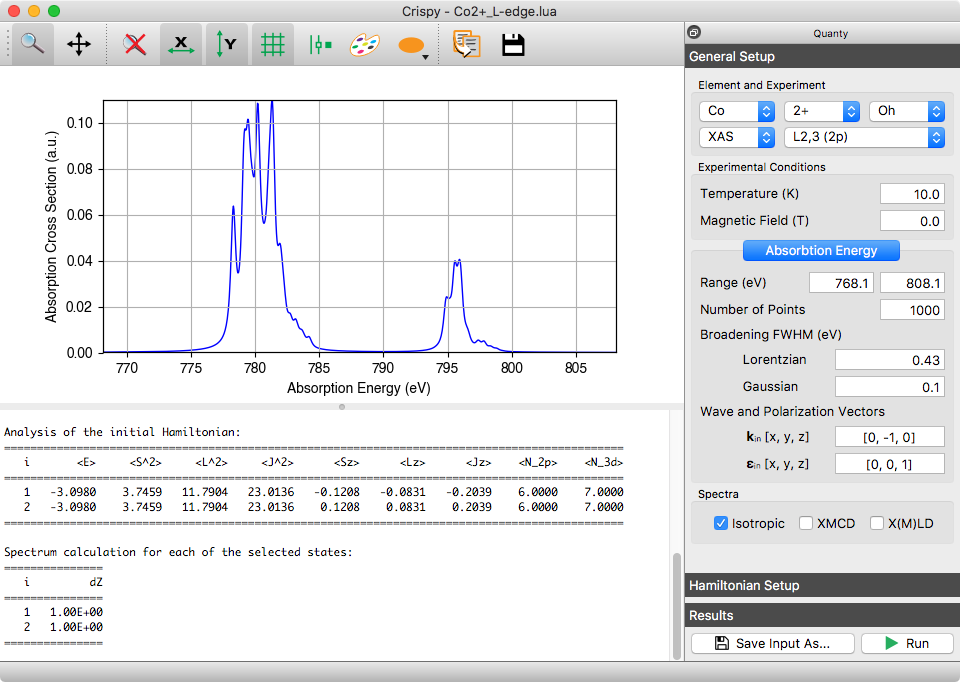 Crispy - Co2+_L-edge.lua
X
Y
0.10
0.08
0.06
0.04
0.02
0.00
Absorption Cross Section (a.u.)
770 775 780 785 790 795 800 805
Absorption Energy (eV)
Analysis of the initial Hamiltonian:
================================================================================
i <E> <S^2> <L^2> <J^2> <Sz> <Lz> <Jz> <N_2p> <N_3d>
================================================================================
1 -3.0980 3.7459 11.7904 23.0136 -0.1208 -0.0831 -0.2039 6.0000 7.0000
2 -3.0980 3.7459 11.7904 23.0136 0.1208 0.0831 0.2039 6.0000 7.0000
================================================================================
Spectrum calculation for each of the selected states:
===============
i dZ
===============
1 1.00E+00
2 1.00E+00
===============
Quanty
General Setup
Element and Experiment
Co 2+ Oh
XAS L2,3 (2p)
Experimental Conditions
Temperature (K) 10.0
Magnetic Field (T) 0.0
Absorbtion Energy
Range (eV) 768.1 808.1
Number of Points 1000
Broadening FWHM (eV)
Lorentzian 0.43
Gaussian 0.1
Wave and Polarization Vectors
kin [x, y, z] [0, -1, 0]
εin [x, y, z] [0, 0, 1]
Spectra
Isotropic XMCD X(M)LD
Hamiltonian Setup
Results
Save Input As... Run